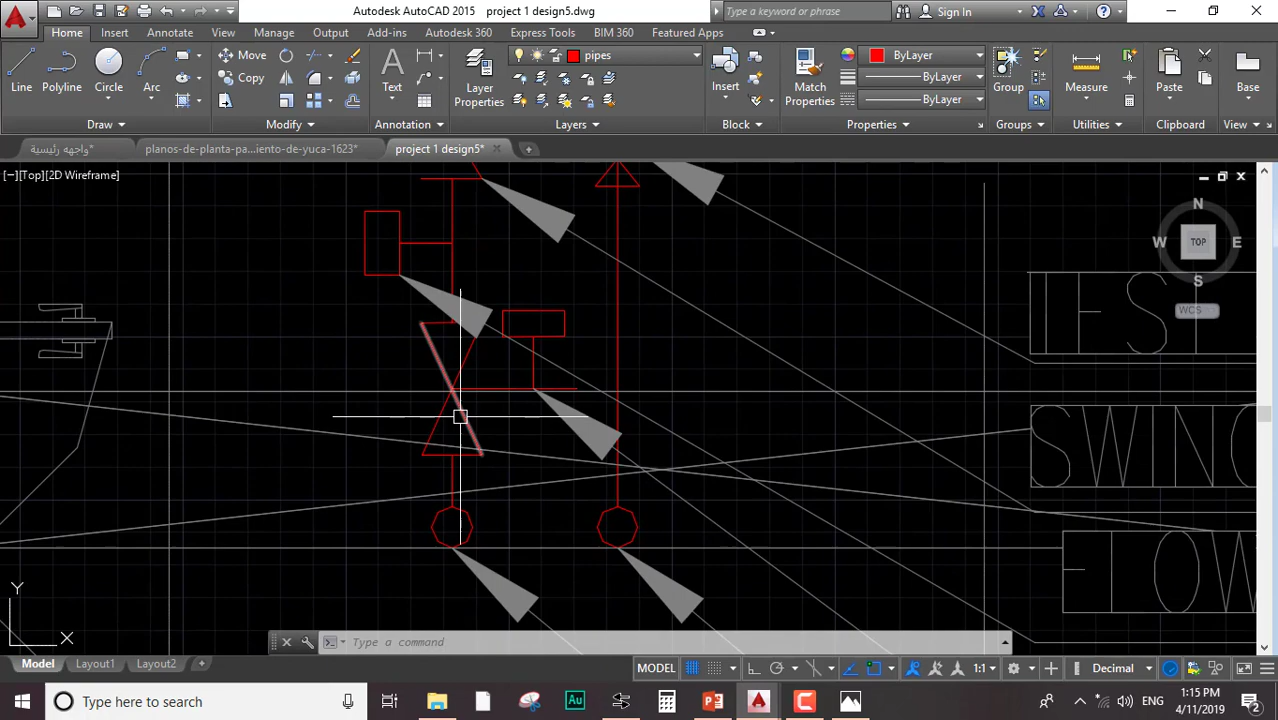 Autodesk AutoCAD 2015 project 1 design5.dwg
Type a keyword or phrase
Sign In
Home Insert Annotate View Manage Output Add-ins Autodesk 360 Express Tools BIM 360 Featured Apps
Line Polyline Circle Arc
Move
Copy
Text
Layer
Properties
pipes
Insert
Match
Properties
ByLayer
ByLayer
ByLayer
Group
Measure
Paste
Base
Draw Modify Annotation Layers Block Properties Groups Utilities Clipboard View
واجهه رئيسية*
planos-de-planta-pa...iento-de-yuca-1623*
project 1 design5*
[−][Top][2D Wireframe]
N
W TOP E
S
WCS
SWING
Y
X
Type a command
Model Layout1 Layout2
MODEL 1:1 Decimal
Type here to search
ENG
1:15 PM
4/11/2019
2